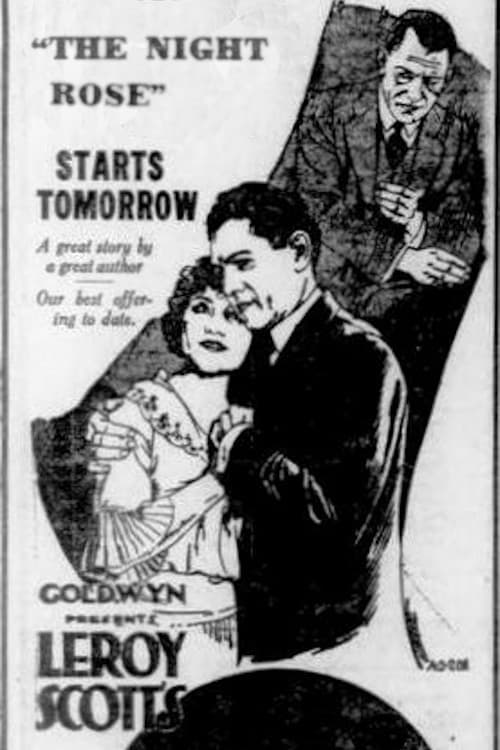 "THE NIGHT
ROSE"
STARTS
TOMORROW
A great story by
a great author
Our best offer-
ing to date.
GOLDWYN
PRESENTS
LEROY
SCOTT'S